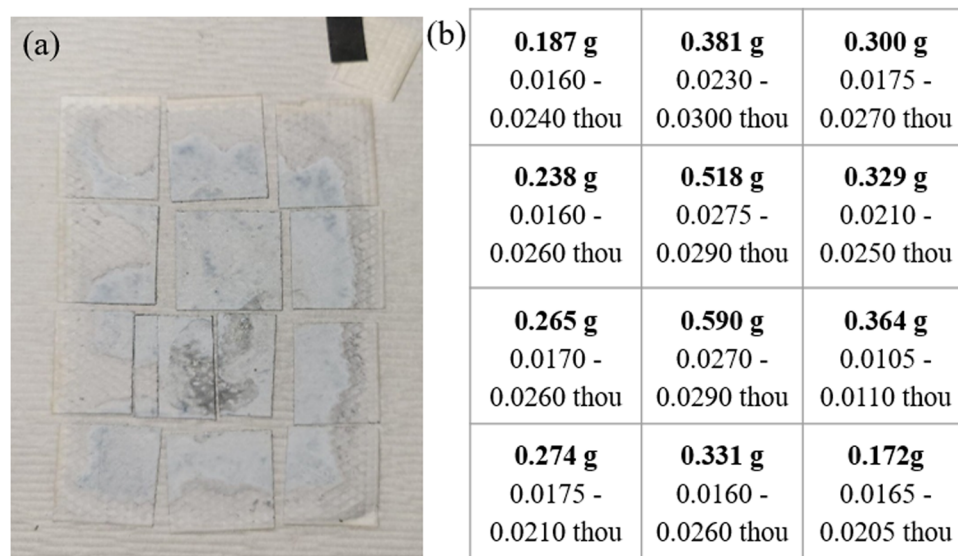 (a)
(b)
0.187 g
0.0160 -
0.0240 thou
0.381 g
0.0230 -
0.0300 thou
0.300 g
0.0175 -
0.0270 thou
0.238 g
0.0160 -
0.0260 thou
0.518 g
0.0275 -
0.0290 thou
0.329 g
0.0210 -
0.0250 thou
0.265 g
0.0170 -
0.0260 thou
0.590 g
0.0270 -
0.0290 thou
0.364 g
0.0105 -
0.0110 thou
0.274 g
0.0175 -
0.0210 thou
0.331 g
0.0160 -
0.0260 thou
0.172g
0.0165 -
0.0205 thou